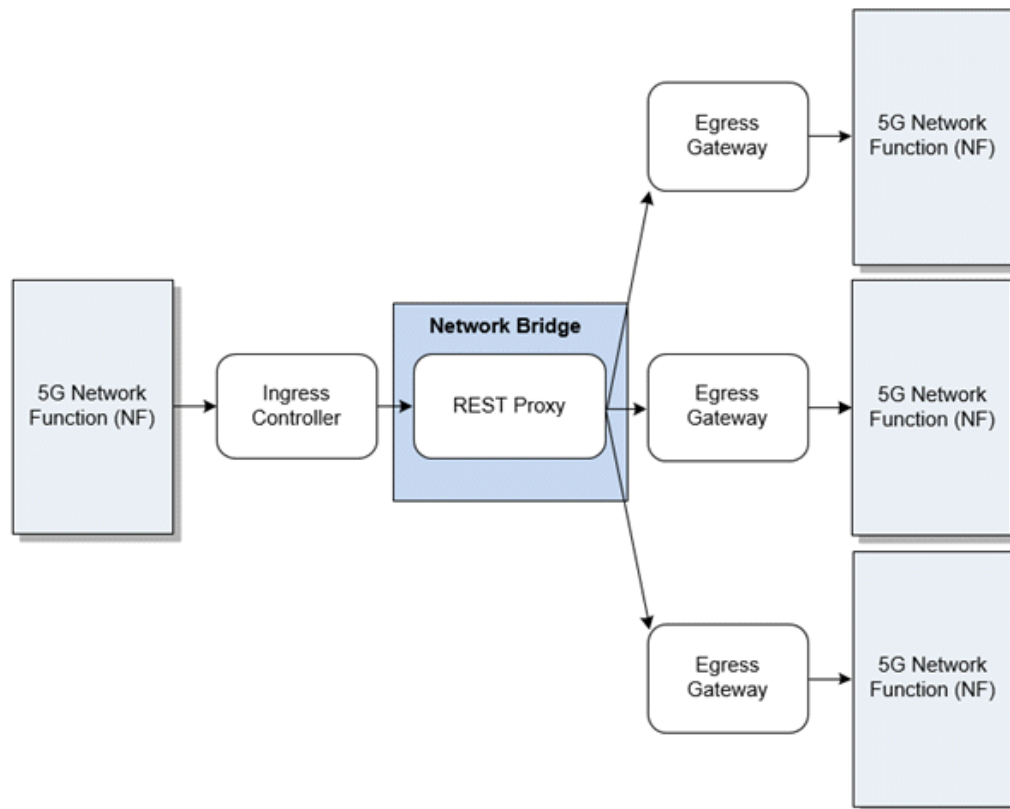 5G Network
Function (NF)
Ingress
Controller
Network Bridge
REST Proxy
Egress
Gateway
5G Network
Function (NF)
Egress
Gateway
5G Network
Function (NF)
Egress
Gateway
5G Network
Function (NF)